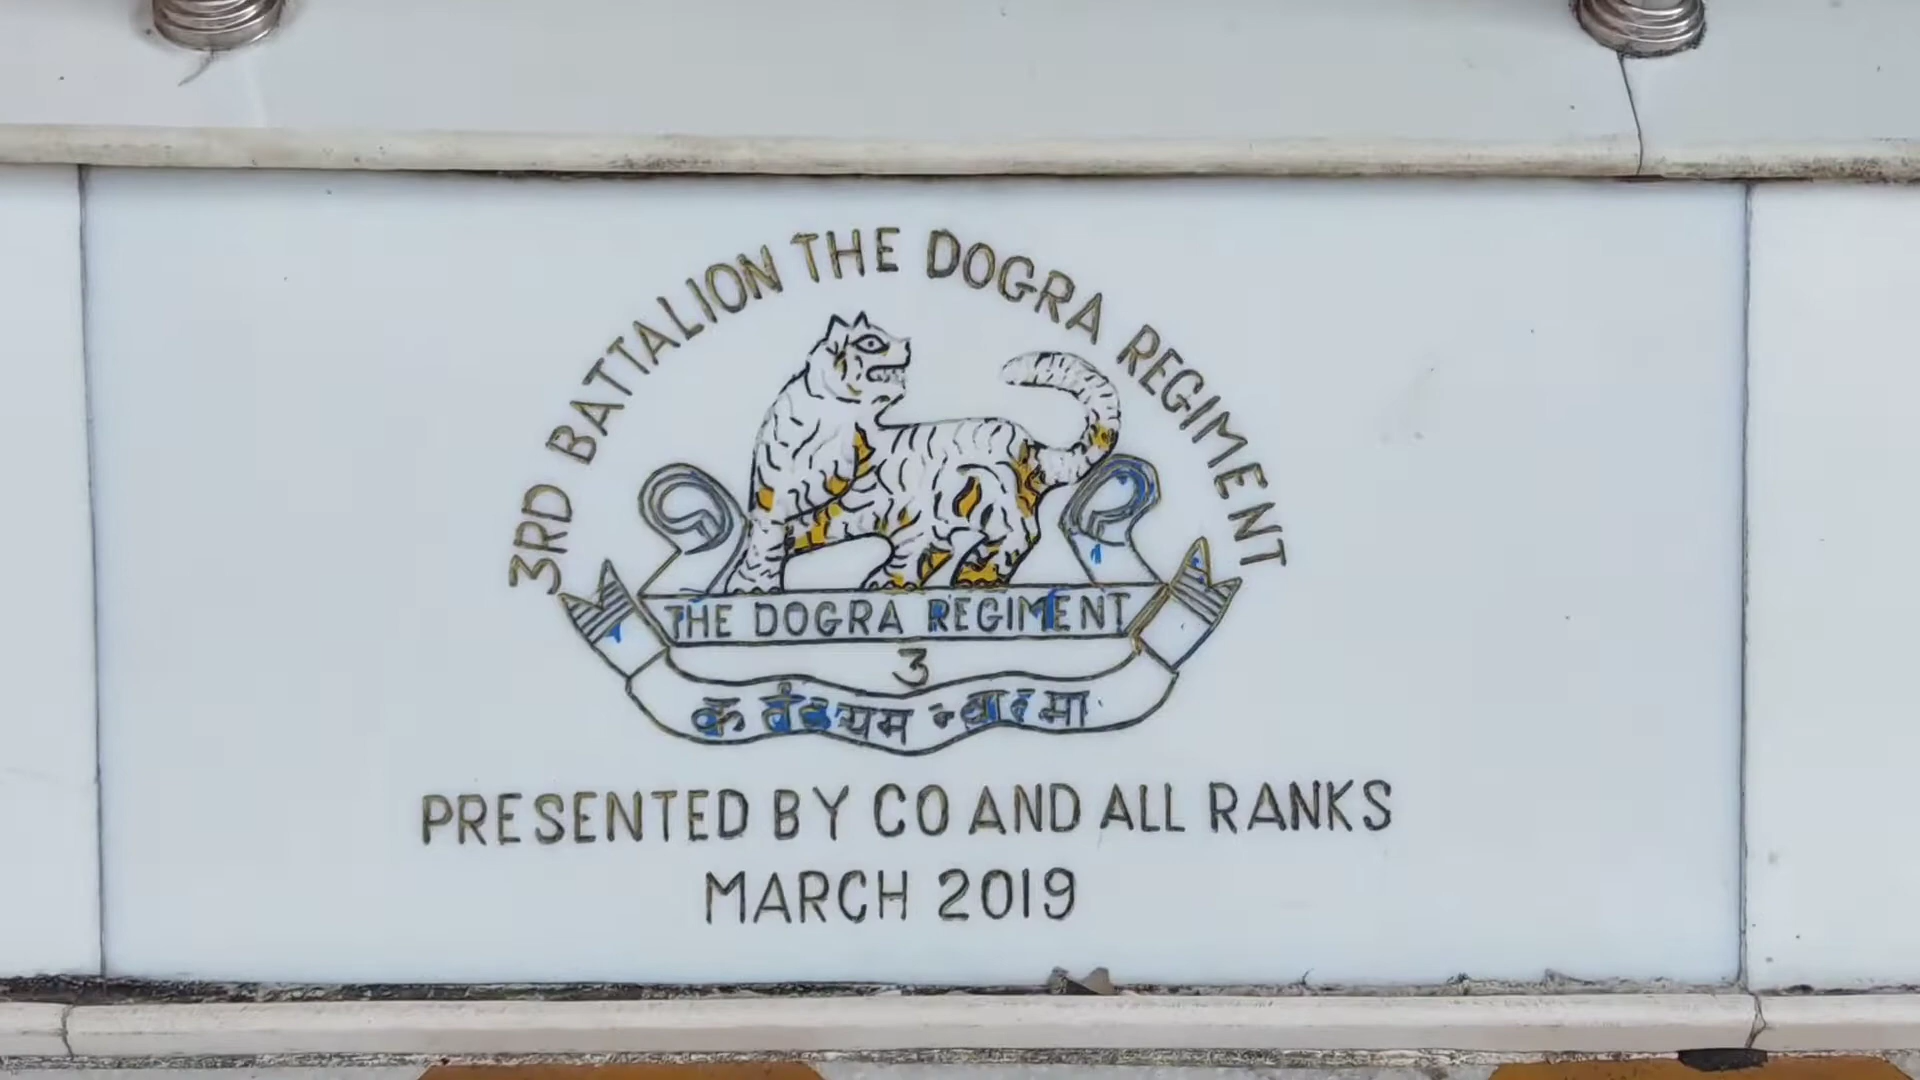 3RD BATTALION THE DOGRA REGIMENT
THE DOGRA REGIMENT
3
PRESENTED BY CO AND ALL RANKS
MARCH 2019